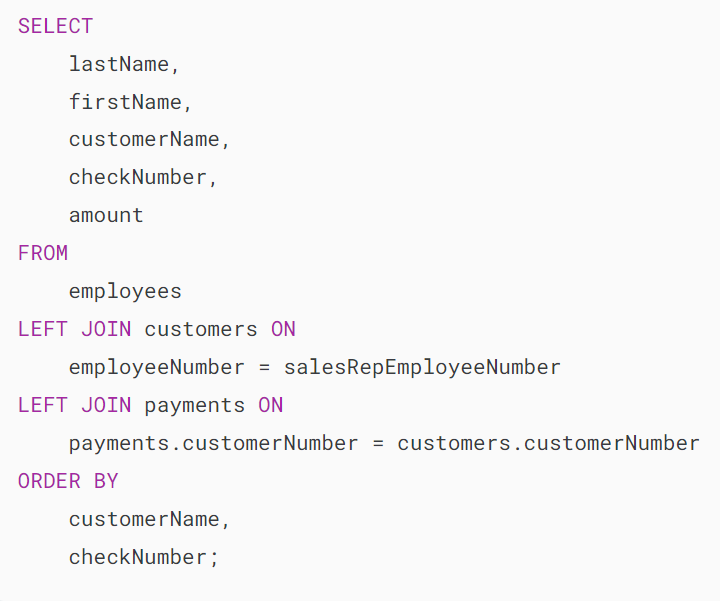 SELECT
    lastName,
    firstName,
    customerName,
    checkNumber,
    amount
FROM
    employees
LEFT JOIN customers ON
    employeeNumber = salesRepEmployeeNumber
LEFT JOIN payments ON
    payments.customerNumber = customers.customerNumber
ORDER BY
    customerName,
    checkNumber;